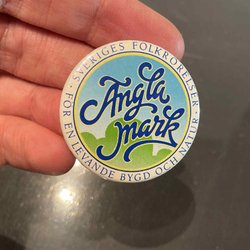 SVERIGES FOLKRÖRELSER
Ängla
mark
FÖR EN LEVANDE BYGD OCH NATUR